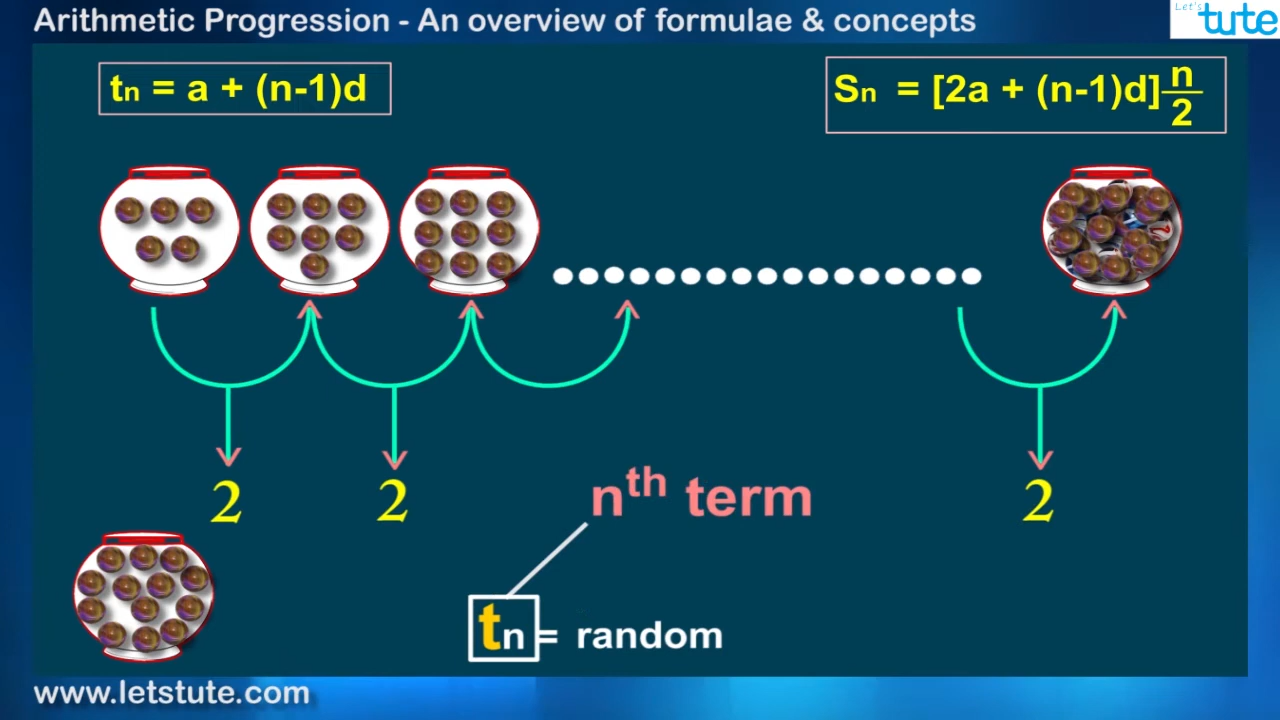 Arithmetic Progression - An overview of formulae & concepts
Let's
tute
tn = a + (n-1)d
Sn = [2a + (n-1)d] n/2
2 2 2
nth term
tn = random
www.letstute.com